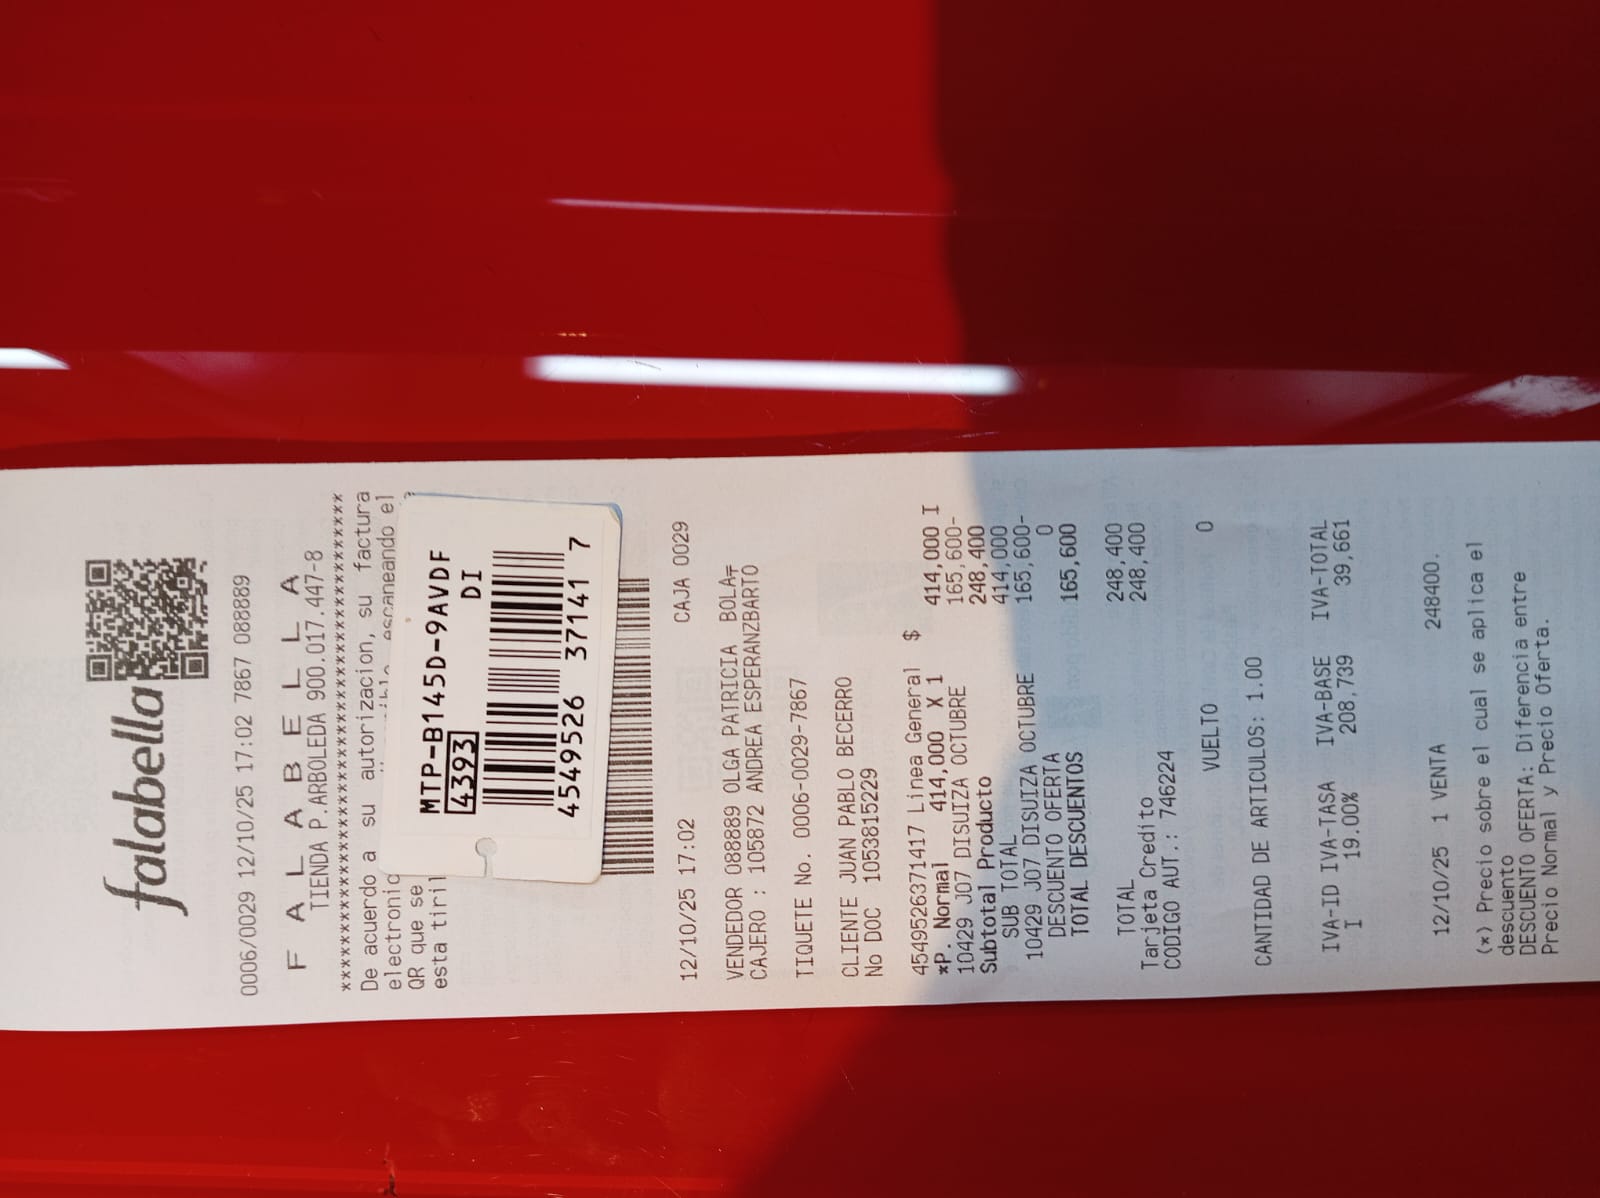 falabella
0006/0029 12/10/25 17:02 7867 088889
F A L A B E L L A
TIENDA P.ARBOLEDA 900.017.447-8
******************************************
De acuerdo a su autorizacion, su factura
electronic escaneando el
QR que se
esta tiril
MTP-B145D-9AVDF
4393 DI
4549526 37141 7
12/10/25 17:02 CAJA 0029
VENDEDOR 088889 OLGA PATRICIA BOLA
CAJERO : 105872 ANDREA ESPERANZBARTO
TIQUETE No. 0006-0029-7867
CLIENTE JUAN PABLO BECERRO
No DOC 1053815229
4549526371417 Linea General $ 414,000 I
*P. Normal 414,000 X 1 165,600-
10429 JO7 DISUIZA OCTUBRE 248,400
Subtotal Producto 414,000
SUB TOTAL 165,600-
10429 JO7 DISUIZA OCTUBRE 0
DESCUENTO OFERTA 165,600
TOTAL DESCUENTOS
TOTAL 248,400
Tarjeta Credito 248,400
CODIGO AUT.: 746224
VUELTO 0
CANTIDAD DE ARTICULOS: 1.00
IVA-ID IVA-TASA IVA-BASE IVA-TOTAL
I 19.00% 208,739 39,661
12/10/25 1 VENTA 248400.
(*) Precio sobre el cual se aplica el
descuento
DESCUENTO OFERTA: Diferencia entre
Precio Normal y Precio Oferta.